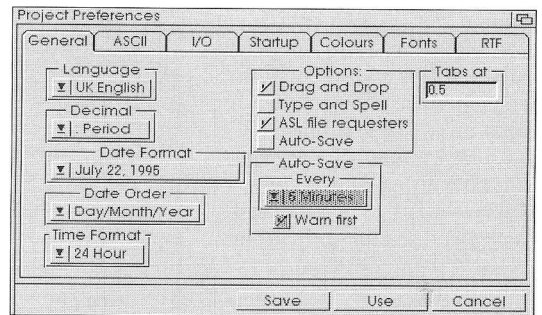 Project Preferences
General ASCII I/O Startup Colours Fonts RTF
Language
UK English
Decimal
. Period
Date Format
July 22, 1995
Date Order
Day/Month/Year
Time Format
24 Hour
Options:
Drag and Drop
Type and Spell
ASL file requesters
Auto-Save
Auto-Save
Every
5 Minutes
Warn first
Tabs at
0.5
Save Use Cancel